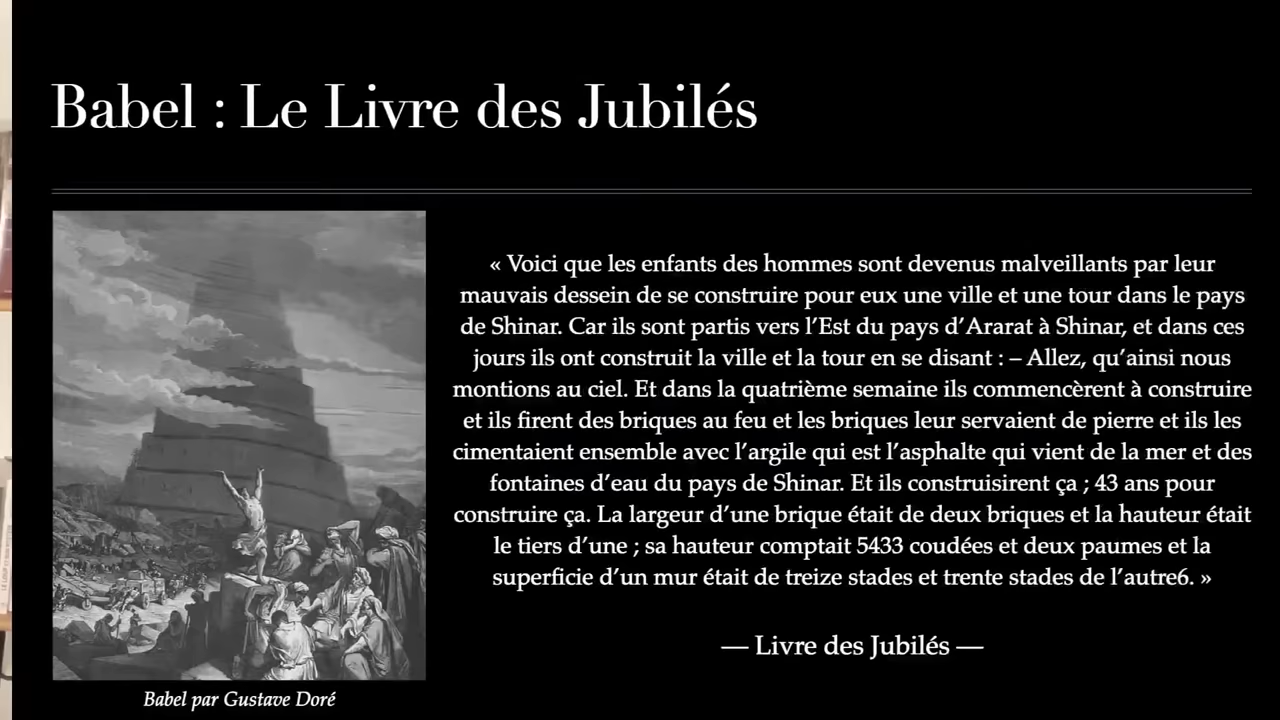 Babel : Le Livre des Jubilés
« Voici que les enfants des hommes sont devenus malveillants par leur
mauvais dessein de se construire pour eux une ville et une tour dans le pays
de Shinar. Car ils sont partis vers l’Est du pays d’Ararat à Shinar, et dans ces
jours ils ont construit la ville et la tour en se disant : – Allez, qu’ainsi nous
montions au ciel. Et dans la quatrième semaine ils commencèrent à construire
et ils firent des briques au feu et les briques leur servaient de pierre et ils les
cimentaient ensemble avec l’argile qui est l’asphalte qui vient de la mer et des
fontaines d’eau du pays de Shinar. Et ils construisirent ça ; 43 ans pour
construire ça. La largeur d’une brique était de deux briques et la hauteur était
le tiers d’une ; sa hauteur comptait 5433 coudées et deux paumes et la
superficie d’un mur était de treize stades et trente stades de l’autre6. »
— Livre des Jubilés —
Babel par Gustave Doré